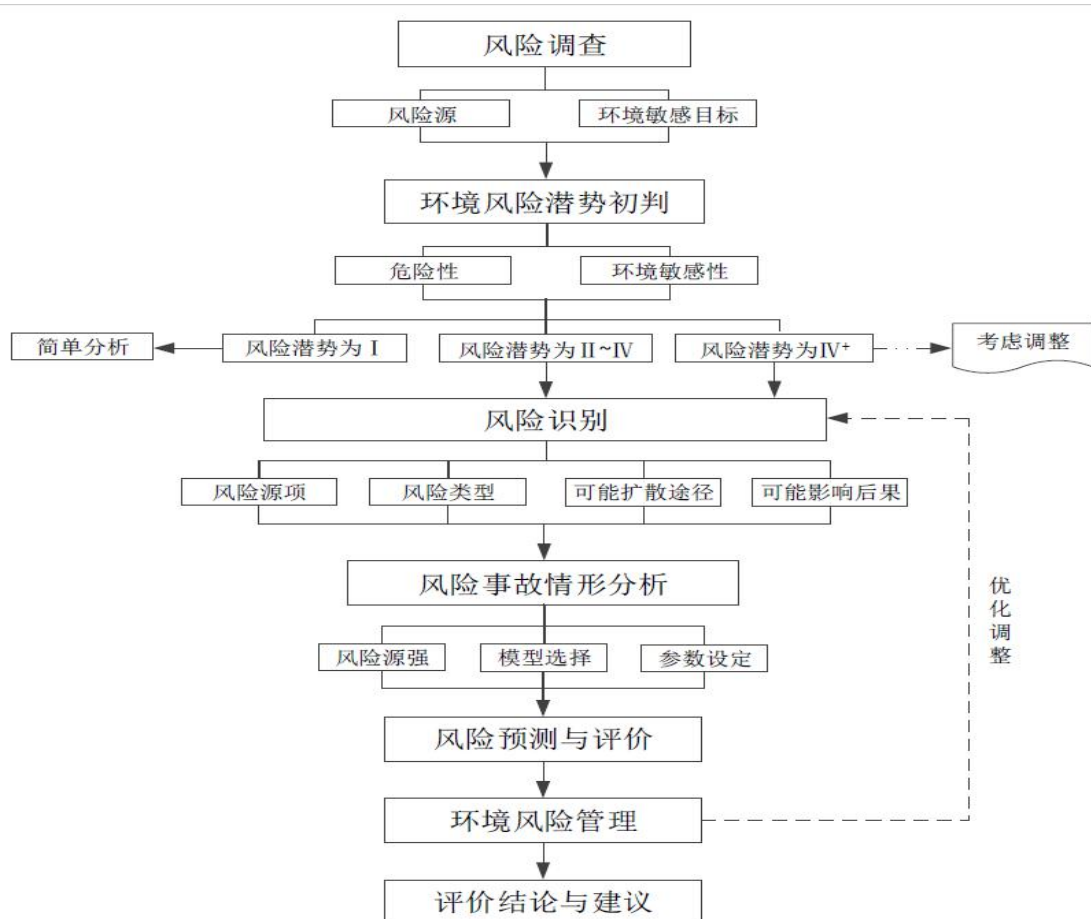 风险调查
风险源
环境敏感目标
环境风险潜势初判
危险性
环境敏感性
简单分析
风险潜势为Ⅰ
风险潜势为Ⅱ~Ⅳ
风险潜势为Ⅳ⁺
考虑调整
风险识别
风险源项
风险类型
可能扩散途径
可能影响后果
风险事故情形分析
优化调整
风险源强
模型选择
参数设定
风险预测与评价
环境风险管理
评价结论与建议